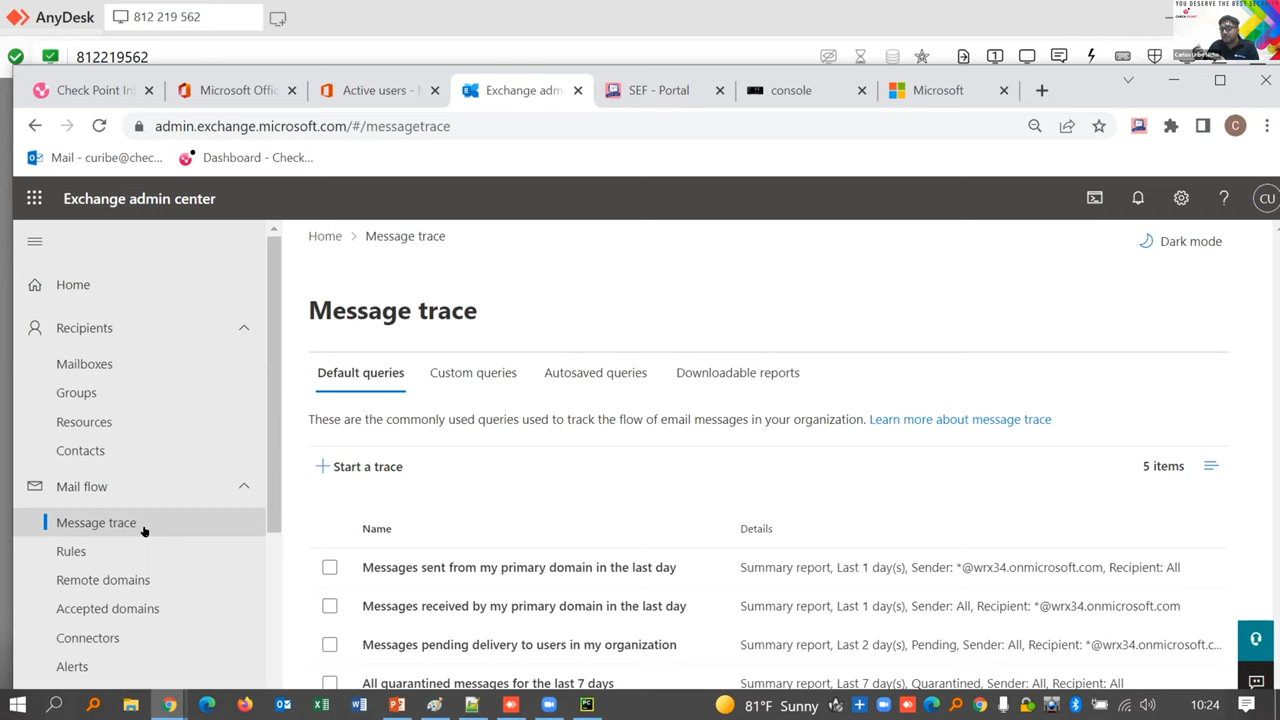 AnyDesk
812 219 562
YOU DESERVE THE BEST SECURITY
CHECK POINT
812219562
Check Point In
Microsoft Offic
Active users -
Exchange adm
SEF - Portal
console
Microsoft
admin.exchange.microsoft.com/#/messagetrace
C
Mail - curibe@chec...
Dashboard - Check...
Exchange admin center
CU
Home > Message trace
Dark mode
Home
Recipients
Mailboxes
Groups
Resources
Contacts
Mail flow
Message trace
Rules
Remote domains
Accepted domains
Connectors
Alerts
Message trace
Default queries
Custom queries
Autosaved queries
Downloadable reports
These are the commonly used queries used to track the flow of email messages in your organization. Learn more about message trace
Start a trace
5 items
Name
Details
Messages sent from my primary domain in the last day
Summary report, Last 1 day(s), Sender: *@wrx34.onmicrosoft.com, Recipient: All
Messages received by my primary domain in the last day
Summary report, Last 1 day(s), Sender: All, Recipient: *@wrx34.onmicrosoft.com
Messages pending delivery to users in my organization
Summary report, Last 2 day(s), Pending, Sender: All, Recipient: *@wrx34.onmicrosoft.c...
All quarantined messages for the last 7 days
Summary report, Last 7 day(s), Quarantined, Sender: All, Recipient: All
81°F Sunny
10:24